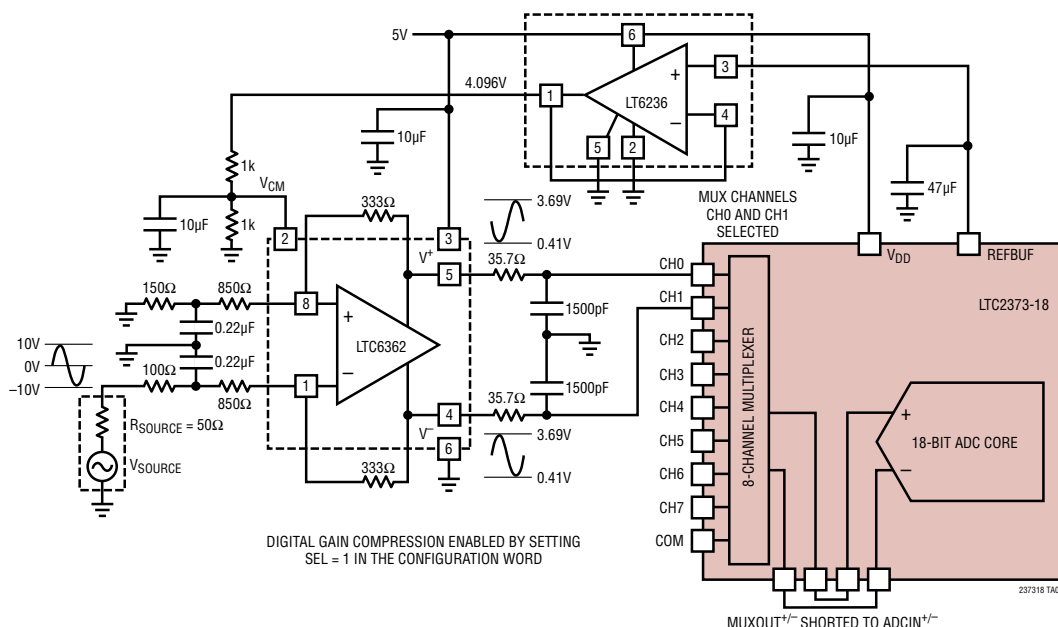 5V
6
3
4.096V
1
+
LT6236
–
4
10µF
5
2
10µF
1k
47µF
VCM
333Ω
3.69V
MUX CHANNELS
CH0 AND CH1
SELECTED
10µF
1k
2
3
0.41V
VDD
REFBUF
V+
35.7Ω
CH0
5
150Ω
850Ω
8
CH1
LTC2373-18
+
1500pF
0.22µF
LTC6362
CH2
10V
0V
–10V
0.22µF
CH3
100Ω
–
1500pF
1
850Ω
35.7Ω
CH4
8-CHANNEL MULTIPLEXER
+
4
V–
3.69V
RSOURCE = 50Ω
CH5
18-BIT ADC CORE
6
–
CH6
VSOURCE
333Ω
0.41V
CH7
COM
DIGITAL GAIN COMPRESSION ENABLED BY SETTING
SEL = 1 IN THE CONFIGURATION WORD
237318 TA0
MUXOUT+/– SHORTED TO ADCIN+/–